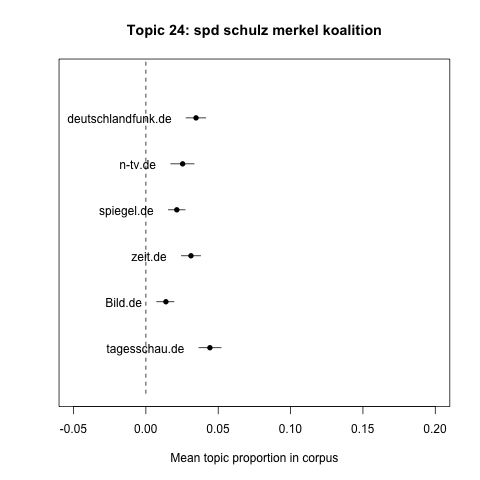 Topic 24: spd schulz merkel koalition
deutschlandfunk.de
n-tv.de
spiegel.de
zeit.de
Bild.de
tagesschau.de
-0.05 0.00 0.05 0.10 0.15 0.20
Mean topic proportion in corpus